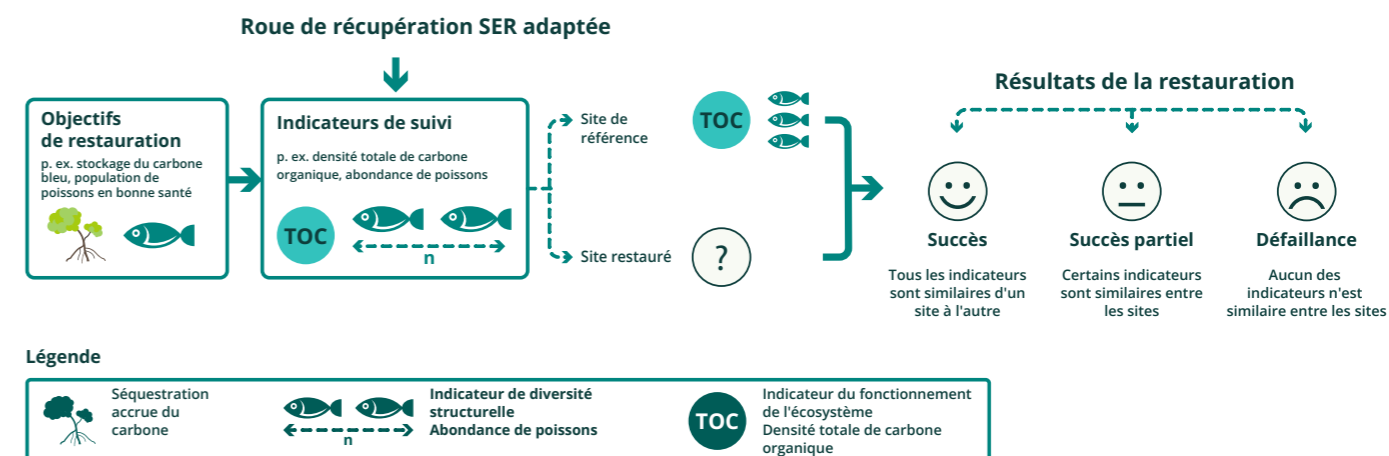 Roue de récupération SER adaptée
Objectifs
de restauration
p. ex. stockage du carbone
bleu, population de
poissons en bonne santé
Indicateurs de suivi
p. ex. densité totale de carbone
organique, abondance de poissons
TOC
n
Site de
référence
TOC
Site restauré
?
Résultats de la restauration
Succès
Tous les indicateurs
sont similaires d'un
site à l'autre
Succès partiel
Certains indicateurs
sont similaires entre
les sites
Défaillance
Aucun des
indicateurs n'est
similaire entre les sites
Légende
Séquestration
accrue du
carbone
n
Indicateur de diversité
structurelle
Abondance de poissons
TOC
Indicateur du fonctionnement
de l'écosystème
Densité totale de carbone
organique